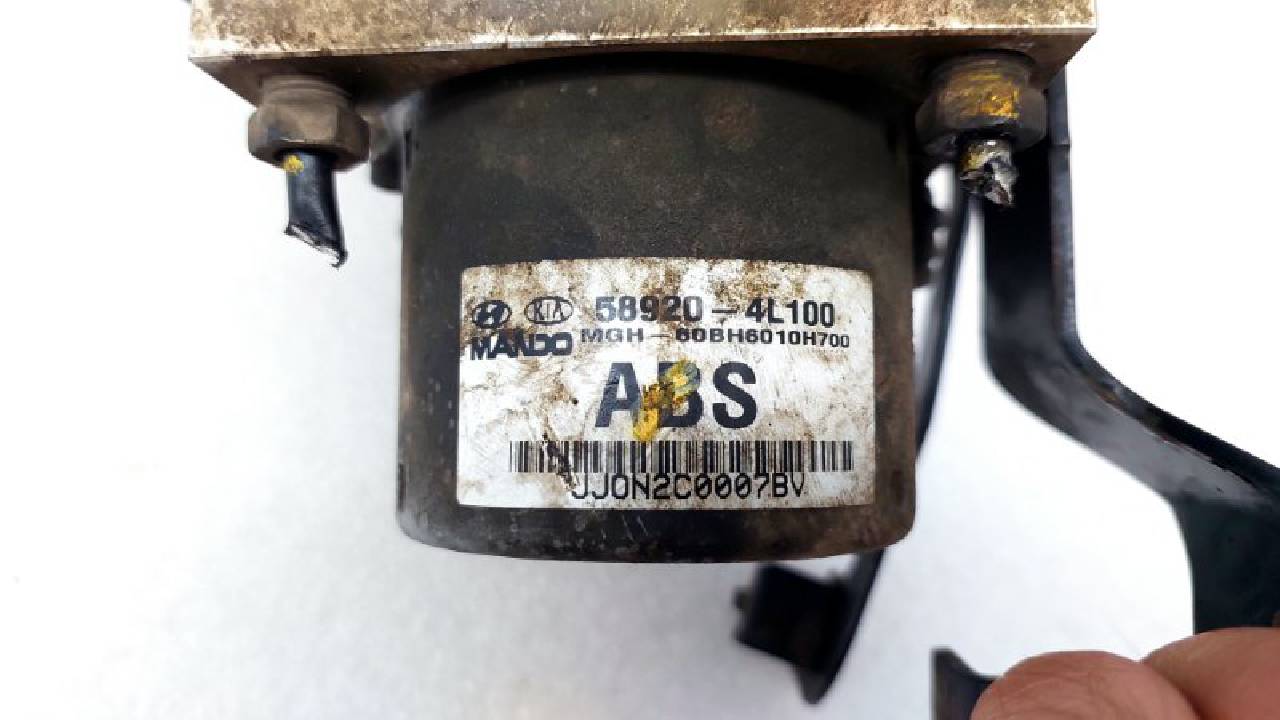 KIA 58920-4L100
MANDO MGH-60BH6010H700
ABS
JJ0N2C0007BV